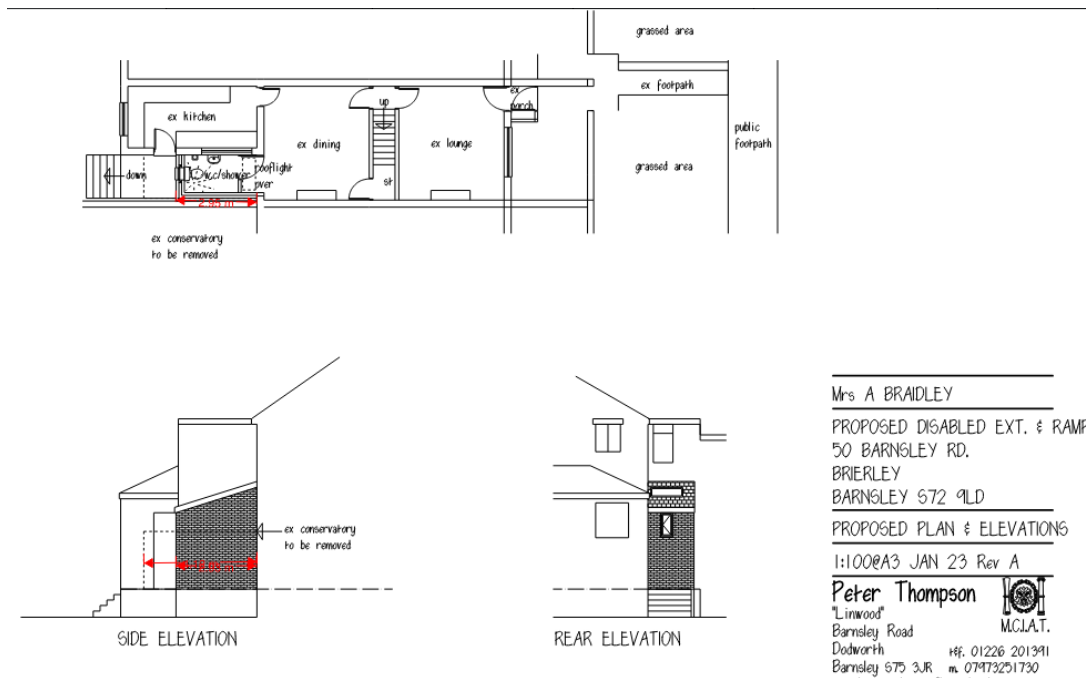 grassed area
ex footpath
public
footpath
grassed area
ex
porch
up
ex kitchen
ex dining
ex lounge
down
w.c/shower
rooflight
over
st
2.95 m
ex conservatory
to be removed
ex conservatory
to be removed
SIDE ELEVATION
REAR ELEVATION
Mrs A BRAIDLEY
PROPOSED DISABLED EXT. & RAMP
50 BARNSLEY RD.
BRIERLEY
BARNSLEY S72 9LD
PROPOSED PLAN & ELEVATIONS
1:100@A3 JAN 23 Rev A
Peter Thompson
"Linwood"
Barnsley Road
M.C.I.A.T.
Dodworth
t&f. 01226 201391
Barnsley S75 3JR m. 07973251730